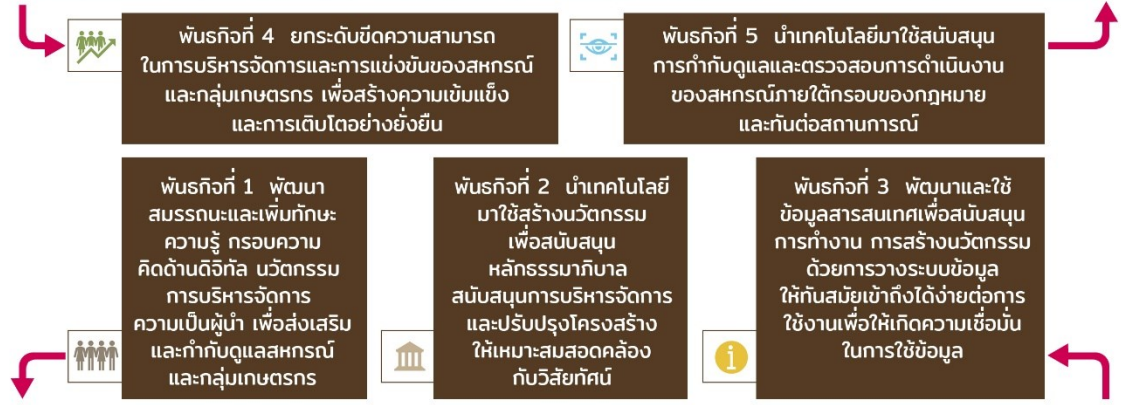 พันธกิจที่ 4 ยกระดับขีดความสามารถ
ในการบริหารจัดการและการแข่งขันของสหกรณ์
และกลุ่มเกษตรกร เพื่อสร้างความเข้มแข็ง
และการเติบโตอย่างยั่งยืน
พันธกิจที่ 5 นำเทคโนโลยีมาใช้สนับสนุน
การกำกับดูแลและตรวจสอบการดำเนินงาน
ของสหกรณ์ภายใต้กรอบของกฎหมาย
และทันต่อสถานการณ์
พันธกิจที่ 1 พัฒนา
สมรรถนะและเพิ่มทักษะ
ความรู้ กรอบความ
คิดด้านดิจิทัล นวัตกรรม
การบริหารจัดการ
ความเป็นผู้นำ เพื่อส่งเสริม
และกำกับดูแลสหกรณ์
และกลุ่มเกษตรกร
พันธกิจที่ 2 นำเทคโนโลยี
มาใช้สร้างนวัตกรรม
เพื่อสนับสนุน
หลักธรรมาภิบาล
สนับสนุนการบริหารจัดการ
และปรับปรุงโครงสร้าง
ให้เหมาะสมสอดคล้อง
กับวิสัยทัศน์
พันธกิจที่ 3 พัฒนาและใช้
ข้อมูลสารสนเทศเพื่อสนับสนุน
การทำงาน การสร้างนวัตกรรม
ด้วยการวางระบบข้อมูล
ให้ทันสมัยเข้าถึงได้ง่ายต่อการ
ใช้งานเพื่อให้เกิดความเชื่อมั่น
ในการใช้ข้อมูล